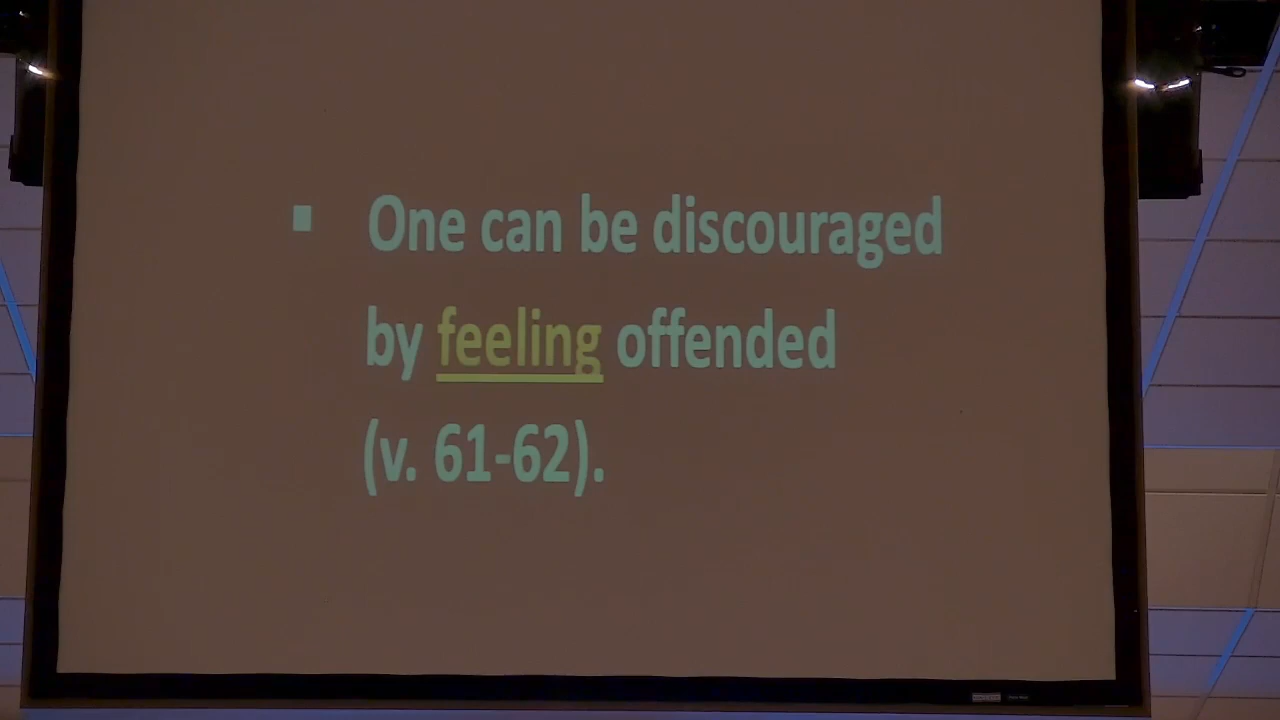 ▪ One can be discouraged
by feeling offended
(v. 61-62).